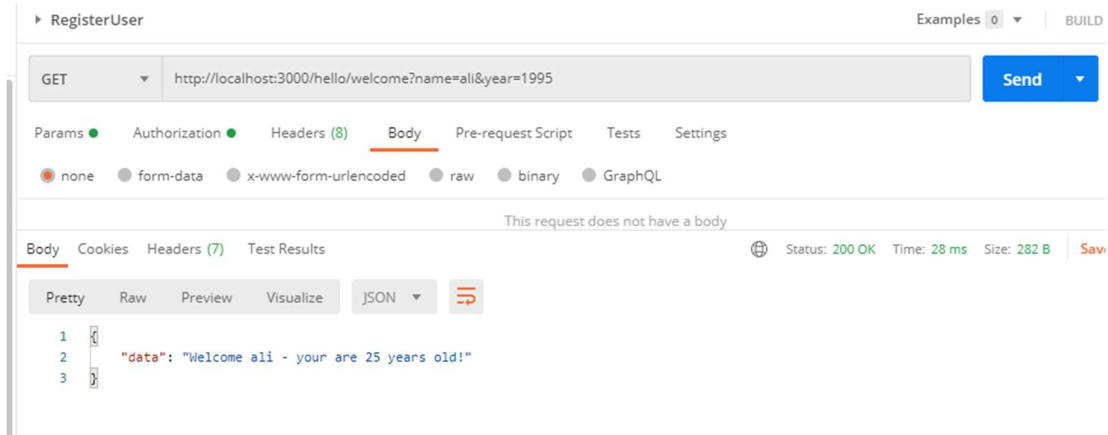 RegisterUser Examples 0 BUILD
GET http://localhost:3000/hello/welcome?name=ali&year=1995 Send
Params Authorization Headers (8) Body Pre-request Script Tests Settings
none form-data x-www-form-urlencoded raw binary GraphQL
This request does not have a body
Body Cookies Headers (7) Test Results Status: 200 OK Time: 28 ms Size: 282 B Save
Pretty Raw Preview Visualize JSON
1 {
2 "data": "Welcome ali - your are 25 years old!"
3 }